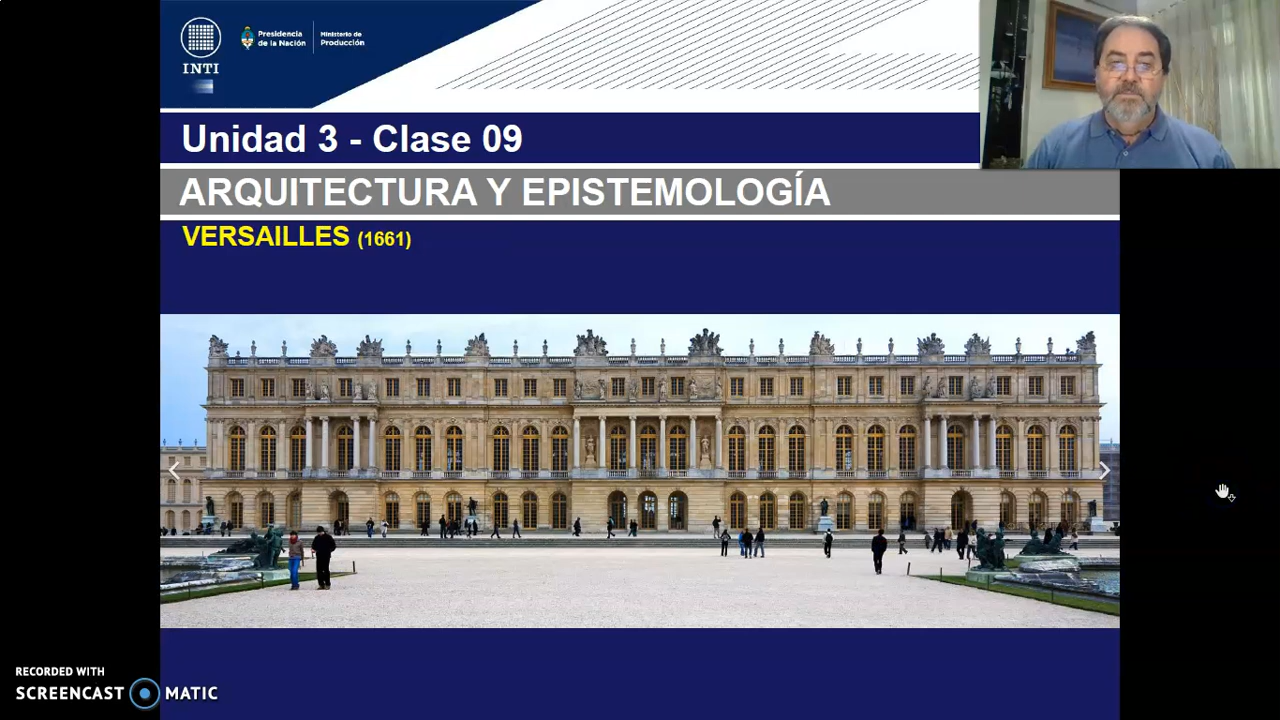 INTI
Presidencia
de la Nación
Ministerio de
Producción
Unidad 3 - Clase 09
ARQUITECTURA Y EPISTEMOLOGÍA
VERSAILLES (1661)
RECORDED WITH
SCREENCAST MATIC